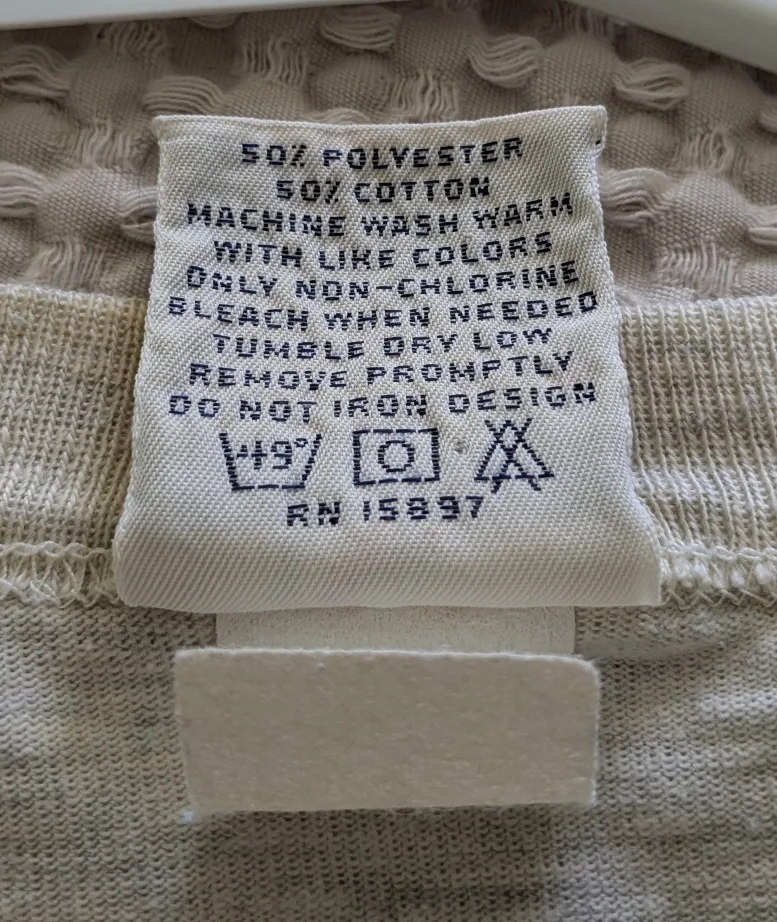 50% POLYESTER
50% COTTON
MACHINE WASH WARM
WITH LIKE COLORS
ONLY NON-CHLORINE
BLEACH WHEN NEEDED
TUMBLE DRY LOW
REMOVE PROMPTLY
DO NOT IRON DESIGN
49°
RN 15897